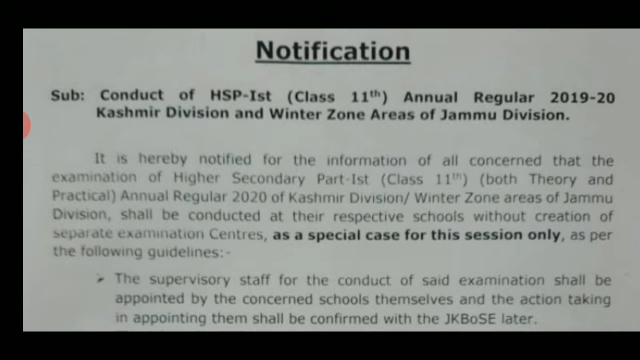 Notification
Sub: Conduct of HSP-Ist (Class 11th) Annual Regular 2019-20
Kashmir Division and Winter Zone Areas of Jammu Division.
It is hereby notified for the information of all concerned that the
examination of Higher Secondary Part-Ist (Class 11th) (both Theory and
Practical) Annual Regular 2020 of Kashmir Division/ Winter Zone areas of Jammu
Division, shall be conducted at their respective schools without creation of
separate examination Centres, as a special case for this session only, as per
the following guidelines:-
➢ The supervisory staff for the conduct of said examination shall be
appointed by the concerned schools themselves and the action taking
in appointing them shall be confirmed with the JKBoSE later.